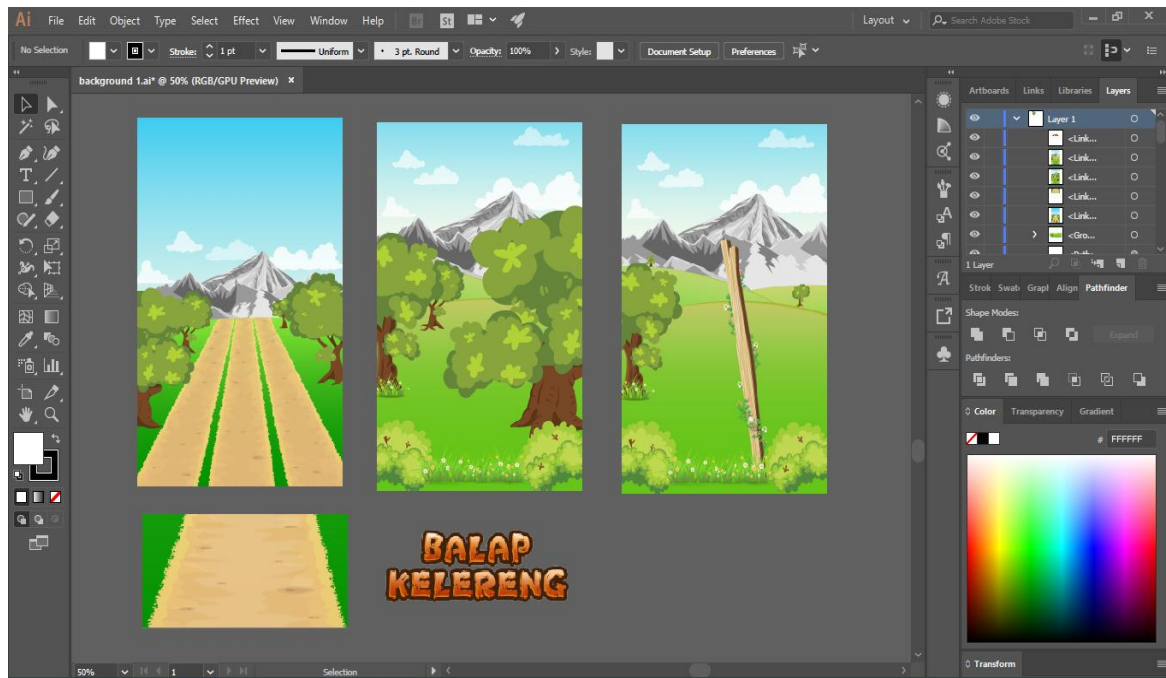 Ai File Edit Object Type Select Effect View Window Help Br St Layout Search Adobe Stock
No Selection Stroke: 1 pt Uniform 3 pt. Round Opacity: 100% Style: Document Setup Preferences
background 1.ai* @ 50% (RGB/GPU Preview) ×
Artboards Links Libraries Layers
Layer 1
<Link...
<Link...
<Link...
<Link...
<Link...
<Gro...
1 Layer
Strok Swat Grapl Align Pathfinder
Shape Modes:
Expand
Pathfinders:
Color Transparency Gradient
# FFFFFF
BALAP
KELERENG
Transform
50% 1 Selection